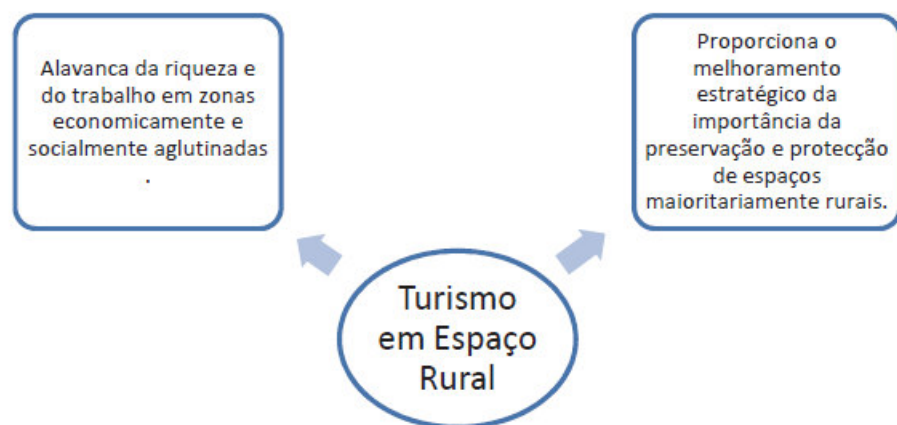 Alavanca da riqueza e
do trabalho em zonas
economicamente e
socialmente aglutinadas
.
Proporciona o
melhoramento
estratégico da
importância da
preservação e protecção
de espaços
maioritariamente rurais.
Turismo
em Espaço
Rural